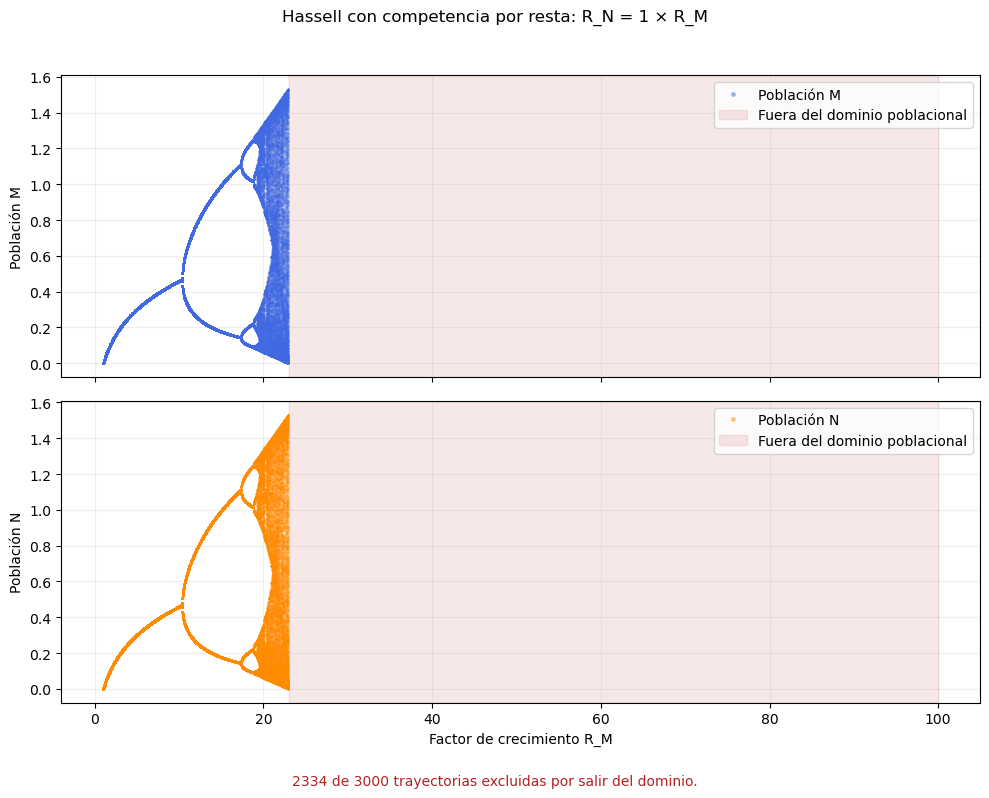 Hassell con competencia por resta: R_N = 1 × R_M
Población M
1.6
1.4
1.2
1.0
0.8
0.6
0.4
0.2
0.0
Población M
Fuera del dominio poblacional
Población N
1.6
1.4
1.2
1.0
0.8
0.6
0.4
0.2
0.0
Población N
Fuera del dominio poblacional
0 20 40 60 80 100
Factor de crecimiento R_M
2334 de 3000 trayectorias excluidas por salir del dominio.